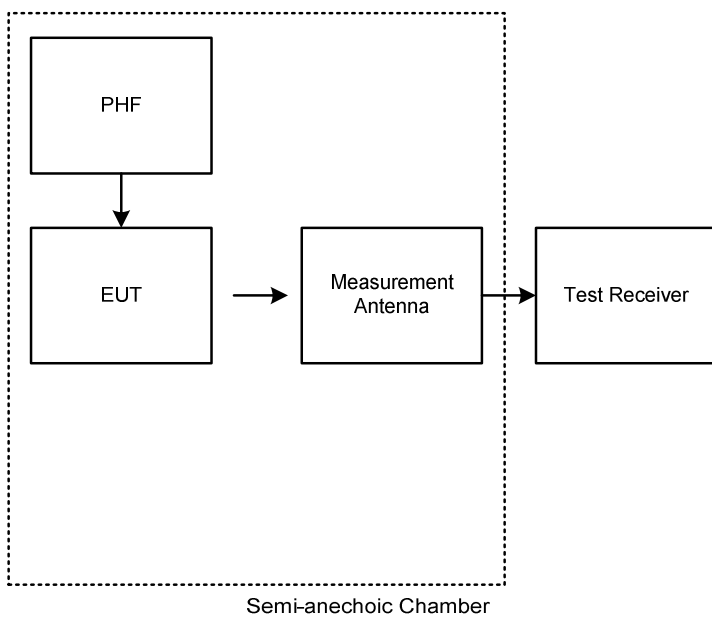 PHF
EUT
Measurement
Antenna
Test Receiver
Semi-anechoic Chamber